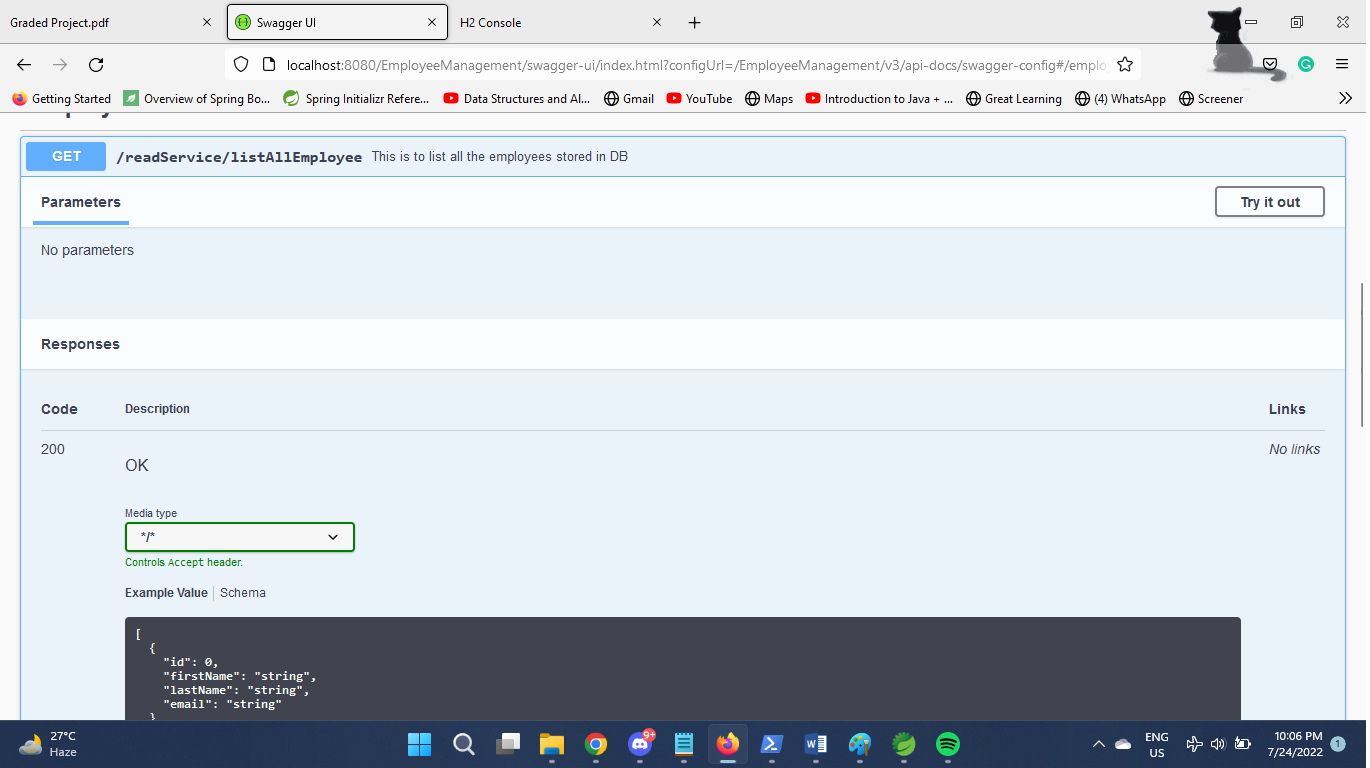 Graded Project.pdf
Swagger UI
H2 Console
localhost:8080/EmployeeManagement/swagger-ui/index.html?configUrl=/EmployeeManagement/v3/api-docs/swagger-config#/emplo
Getting Started
Overview of Spring Bo...
Spring Initializr Refere...
Data Structures and Al...
Gmail
YouTube
Maps
Introduction to Java + ...
Great Learning
(4) WhatsApp
Screener
GET /readService/listAllEmployee This is to list all the employees stored in DB
Parameters
Try it out
No parameters
Responses
Code Description Links
200
OK
No links
Media type
*/*
Controls Accept header.
Example Value Schema
[
{
"id": 0,
"firstName": "string",
"lastName": "string",
"email": "string"
}
27°C
Haze
9+
ENG
US
10:06 PM
7/24/2022
1